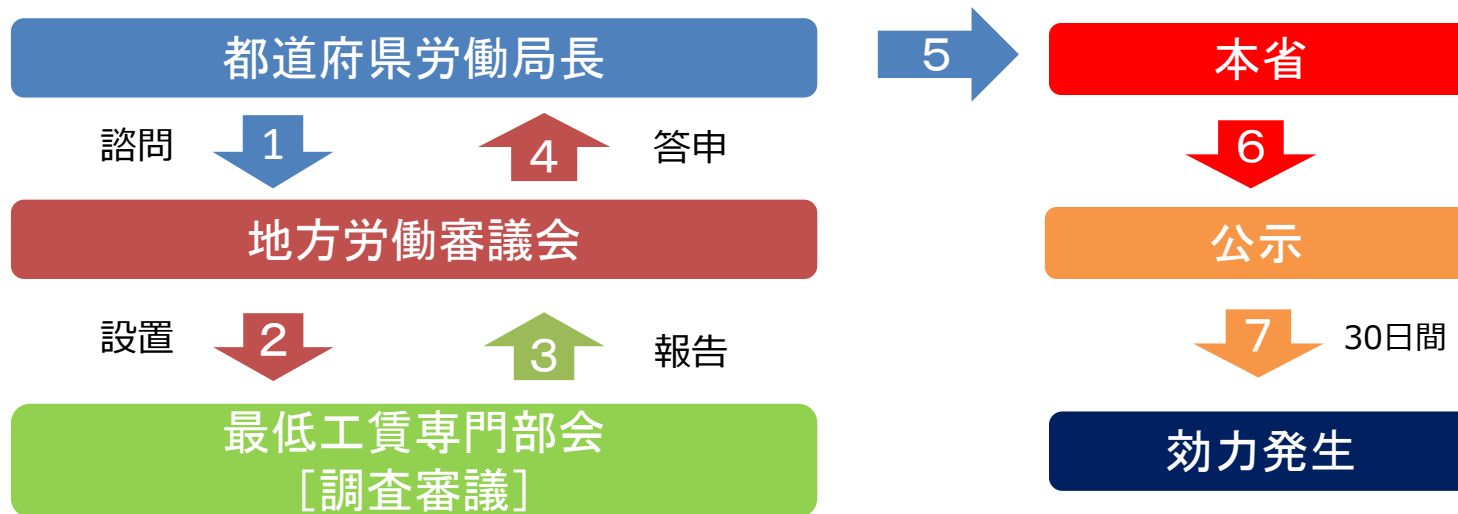 都道府県労働局長
5
本省
諮問
1
4
答申
6
地方労働審議会
公示
設置
2
3
報告
7
30日間
最低工賃専門部会
［調査審議］
効力発生